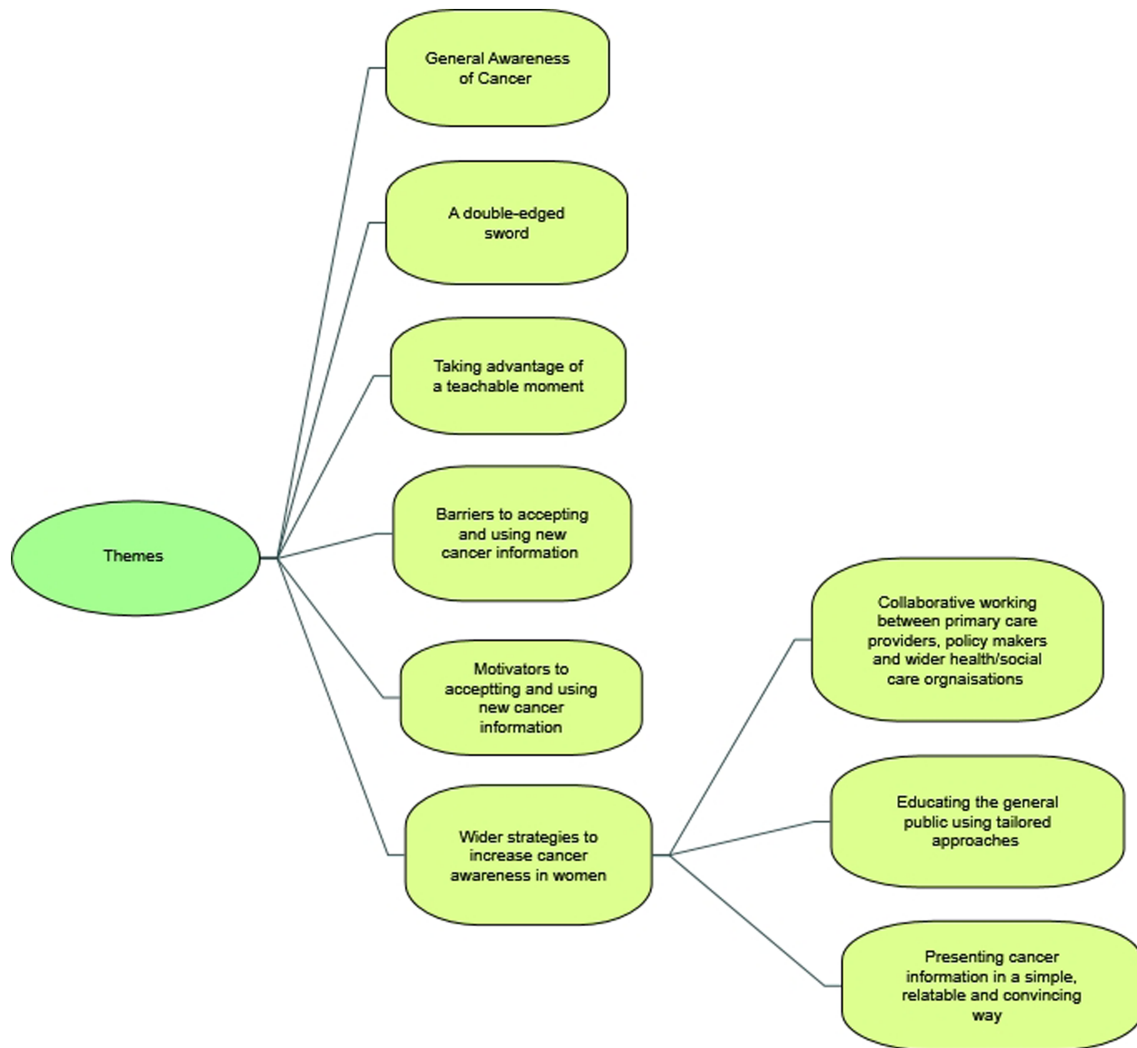 General Awareness
of Cancer
A double-edged
sword
Taking advantage of
a teachable moment
Barriers to accepting
and using new
cancer information
Themes
Motivators to
acceptting and using
new cancer
information
Wider strategies to
increase cancer
awareness in women
Collaborative working
between primary care
providers, policy makers
and wider health/social
care orgnaisations
Educating the general
public using tailored
approaches
Presenting cancer
information in a simple,
relatable and convincing
way